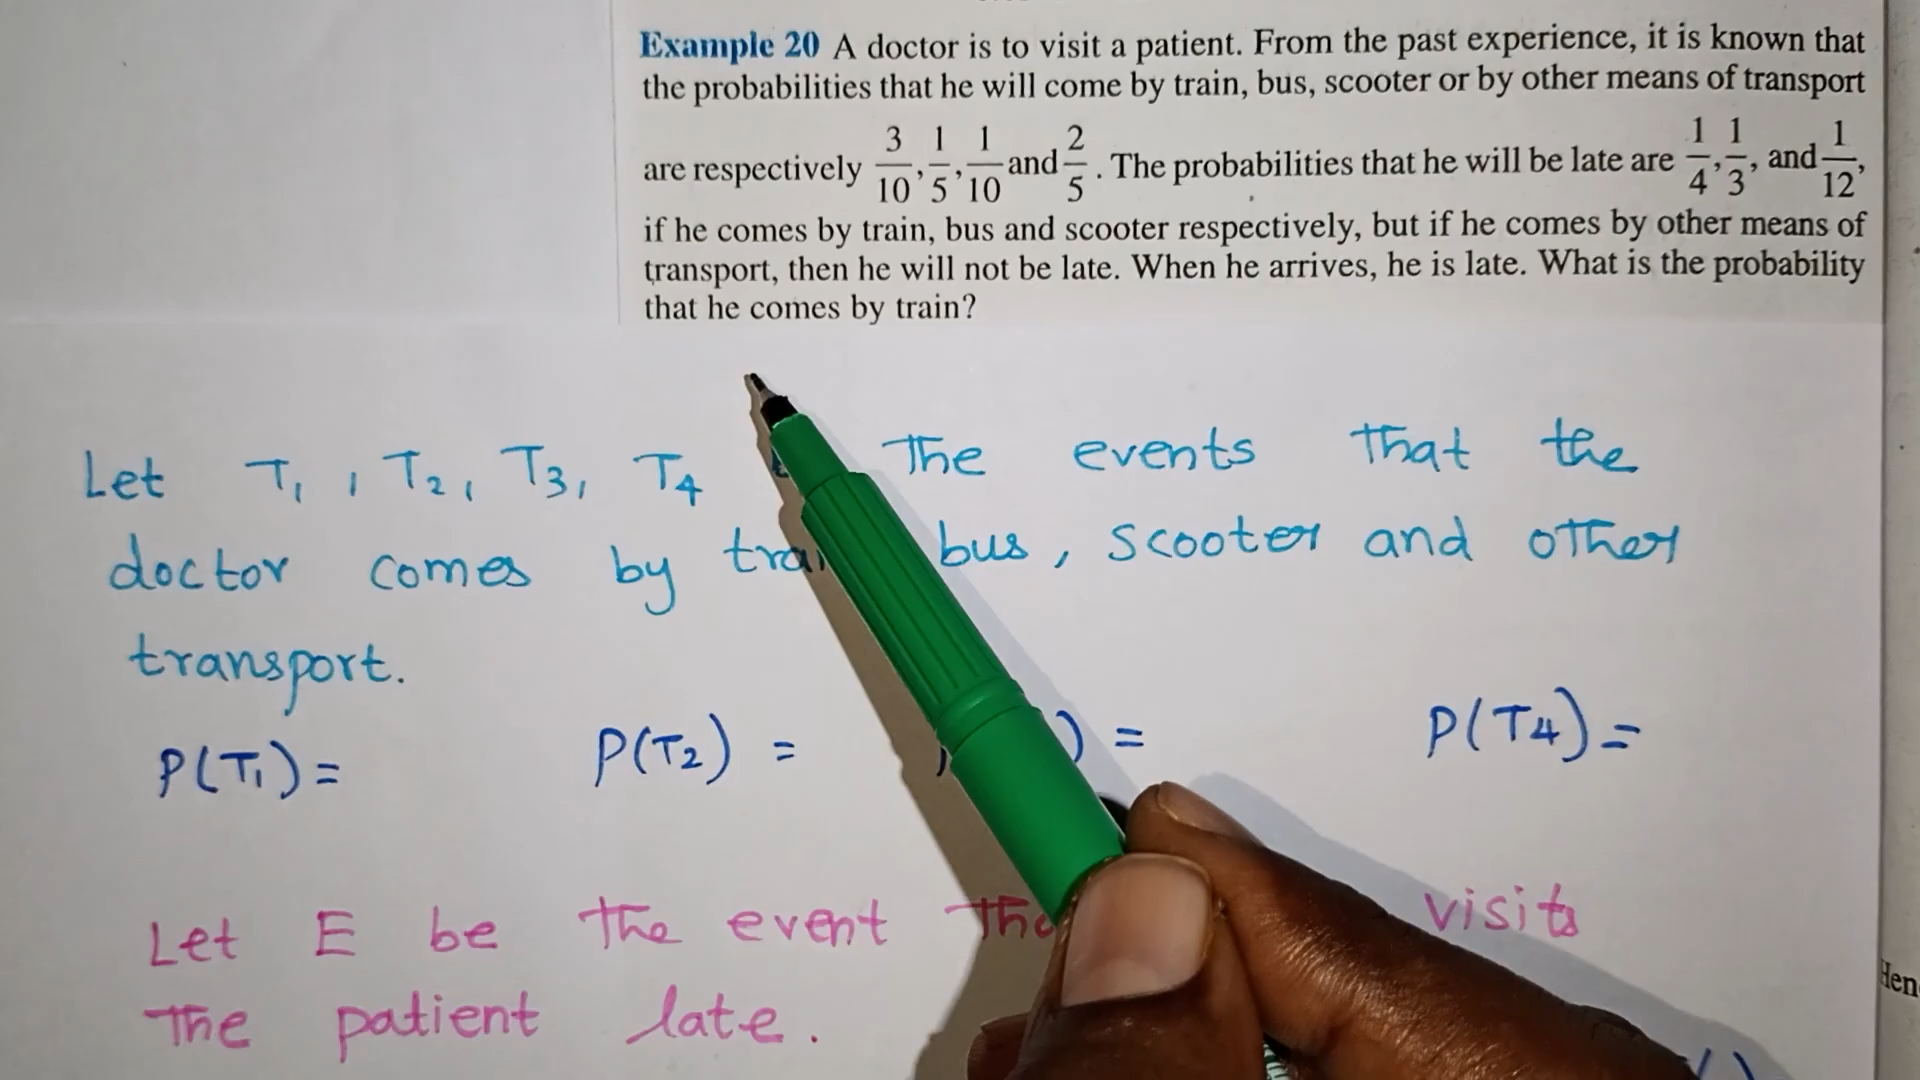 Example 20 A doctor is to visit a patient. From the past experience, it is known that
the probabilities that he will come by train, bus, scooter or by other means of transport
are respectively 3/10, 1/5, 1/10 and 2/5. The probabilities that he will be late are 1/4, 1/3, and 1/12,
if he comes by train, bus and scooter respectively, but if he comes by other means of
transport, then he will not be late. When he arrives, he is late. What is the probability
that he comes by train?
Let T1, T2, T3, T4 The events that the
doctor comes by bus, scooter and other
transport.
P(T1) = P(T2) = ) = P(T4) =
Let E be the event visits
The patient late.